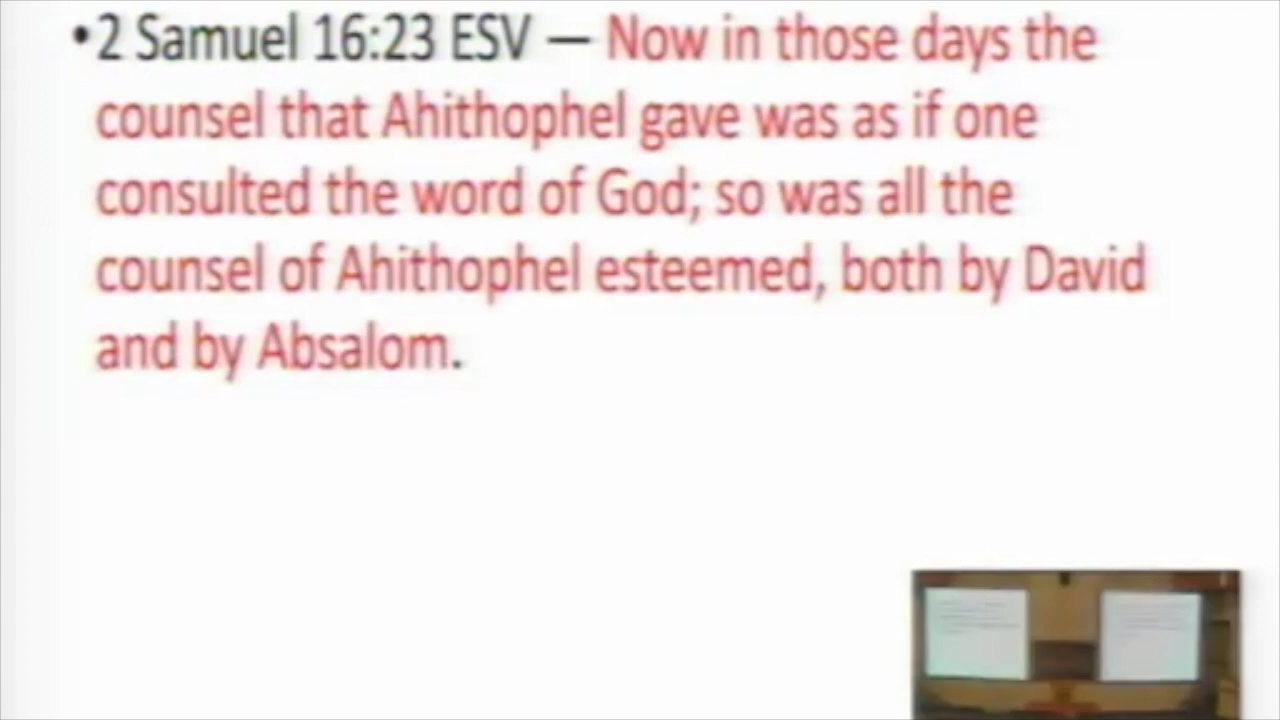 •2 Samuel 16:23 ESV — Now in those days the
counsel that Ahithophel gave was as if one
consulted the word of God; so was all the
counsel of Ahithophel esteemed, both by David
and by Absalom.